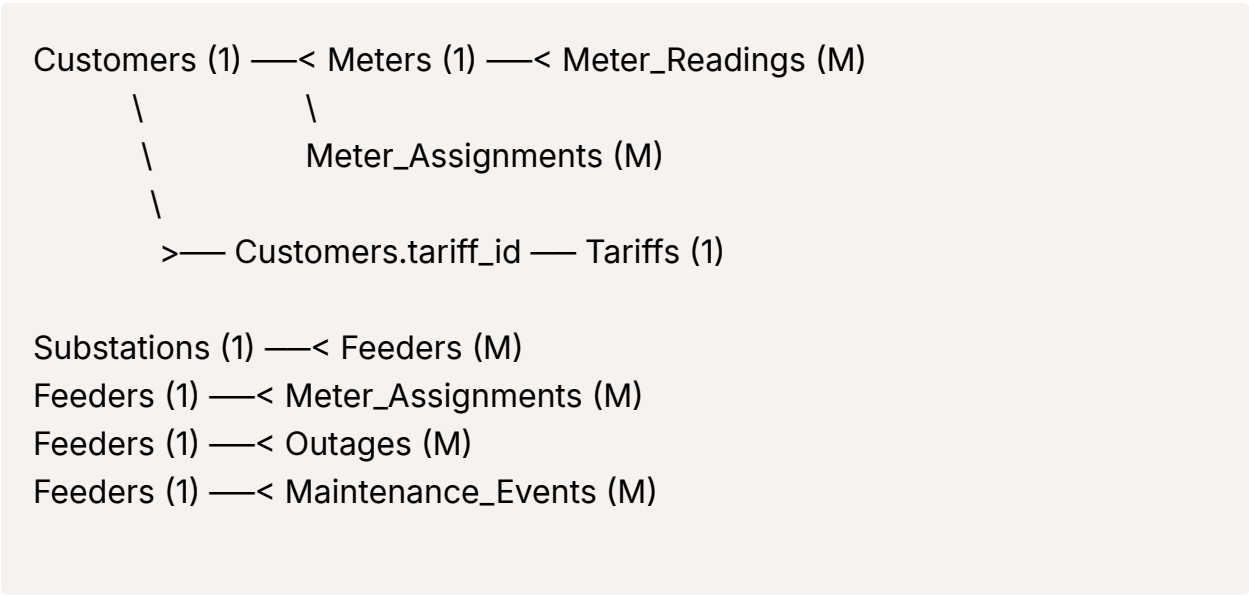 Customers (1) ──< Meters (1) ──< Meter_Readings (M)
\ \
\ Meter_Assignments (M)
\
>── Customers.tariff_id ── Tariffs (1)
Substations (1) ──< Feeders (M)
Feeders (1) ──< Meter_Assignments (M)
Feeders (1) ──< Outages (M)
Feeders (1) ──< Maintenance_Events (M)